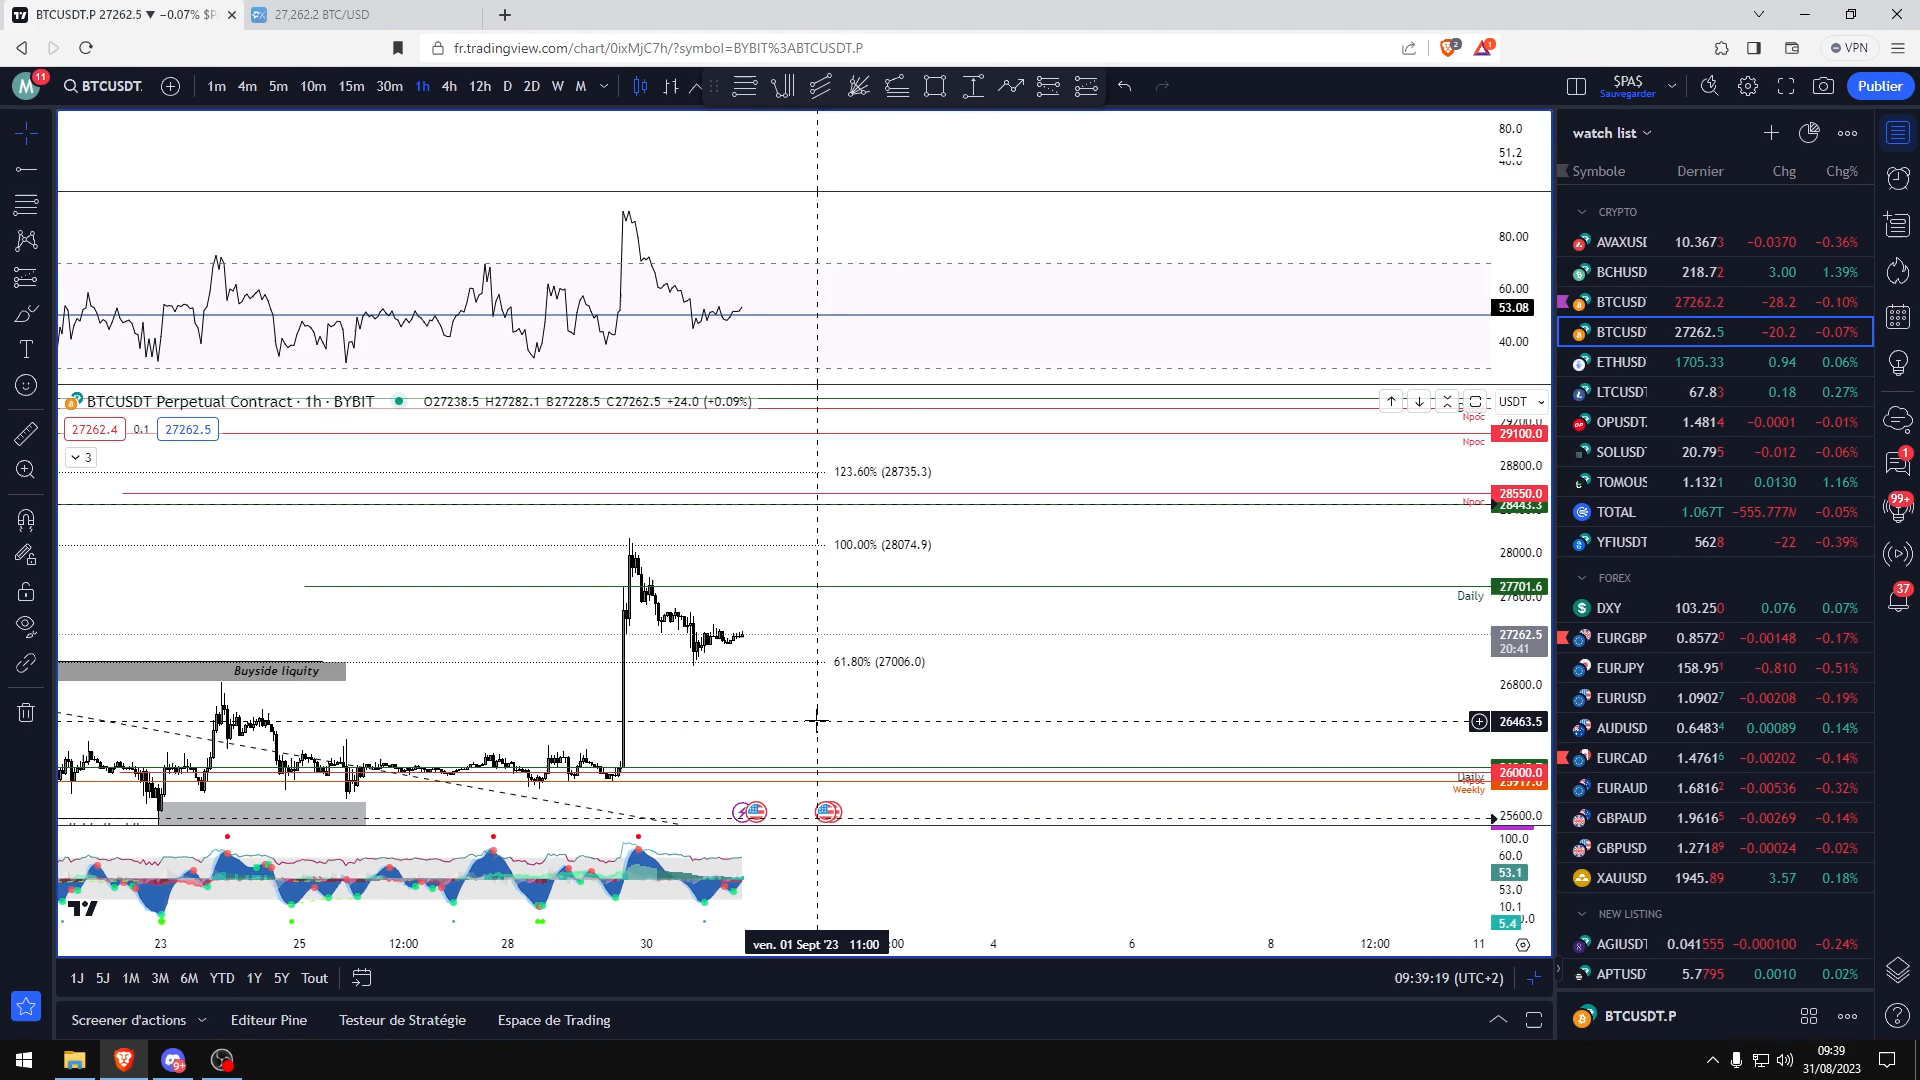 BTCUSDT.P 27262.5 ▼ −0.07% $P
27,262.2 BTC/USD
fr.tradingview.com/chart/0ixMjC7h/?symbol=BYBIT%3ABTCUSDT.P
2
1
VPN
M
11
BTCUSDT.
1m 4m 5m 10m 15m 30m 1h 4h 12h D 2D W M
$PA$
Sauvegarder
Publier
watch list
Symbole Dernier Chg Chg%
CRYPTO
AVAXUSI 10.3673 −0.0370 −0.36%
BCHUSD 218.72 3.00 1.39%
BTCUSD 27262.2 −28.2 −0.10%
BTCUSD 27262.5 −20.2 −0.07%
ETHUSD 1705.33 0.94 0.06%
LTCUSDT 67.83 0.18 0.27%
OPUSDT. 1.4814 −0.0001 −0.01%
SOLUSD 20.795 −0.012 −0.06%
TOMOUS 1.1321 0.0130 1.16%
TOTAL 1.067T −555.777M −0.05%
YFIUSDT 5628 −22 −0.39%
FOREX
DXY 103.250 0.076 0.07%
EURGBP 0.85720 −0.00148 −0.17%
EURJPY 158.951 −0.810 −0.51%
EURUSD 1.09027 −0.00208 −0.19%
AUDUSD 0.64834 0.00089 0.14%
EURCAD 1.47616 −0.00202 −0.14%
EURAUD 1.68162 −0.00536 −0.32%
GBPAUD 1.96165 −0.00269 −0.14%
GBPUSD 1.27189 −0.00024 −0.02%
XAUUSD 1945.89 3.57 0.18%
NEW LISTING
AGIUSDT 0.041555 −0.000100 −0.24%
APTUSD 5.7795 0.0010 0.02%
BTCUSDT.P
1
99+
37
80.0
51.2
80.00
60.00
53.08
40.00
BTCUSDT Perpetual Contract · 1h · BYBIT O27238.5 H27282.1 B27228.5 C27262.5 +24.0 (+0.09%)
USDT
27262.4 0.1 27262.5
3
Npoc
29100.0
Npoc
28800.0
123.60% (28735.3)
28550.0
Npoc
28443.3
100.00% (28074.9)
28000.0
27701.6
Daily
27600.0
27262.5
20:41
61.80% (27006.0)
Buyside liquity
26800.0
26463.5
Daily
26000.0
Weekly
25917.0
25600.0
100.0
60.0
53.1
53.0
10.1
5.4
23 25 12:00 28 30 ven. 01 Sept '23 11:00 :00 4 6 8 12:00 11
1J 5J 1M 3M 6M YTD 1Y 5Y Tout
09:39:19 (UTC+2)
Screener d'actions Editeur Pine Testeur de Stratégie Espace de Trading
9+
09:39
31/08/2023